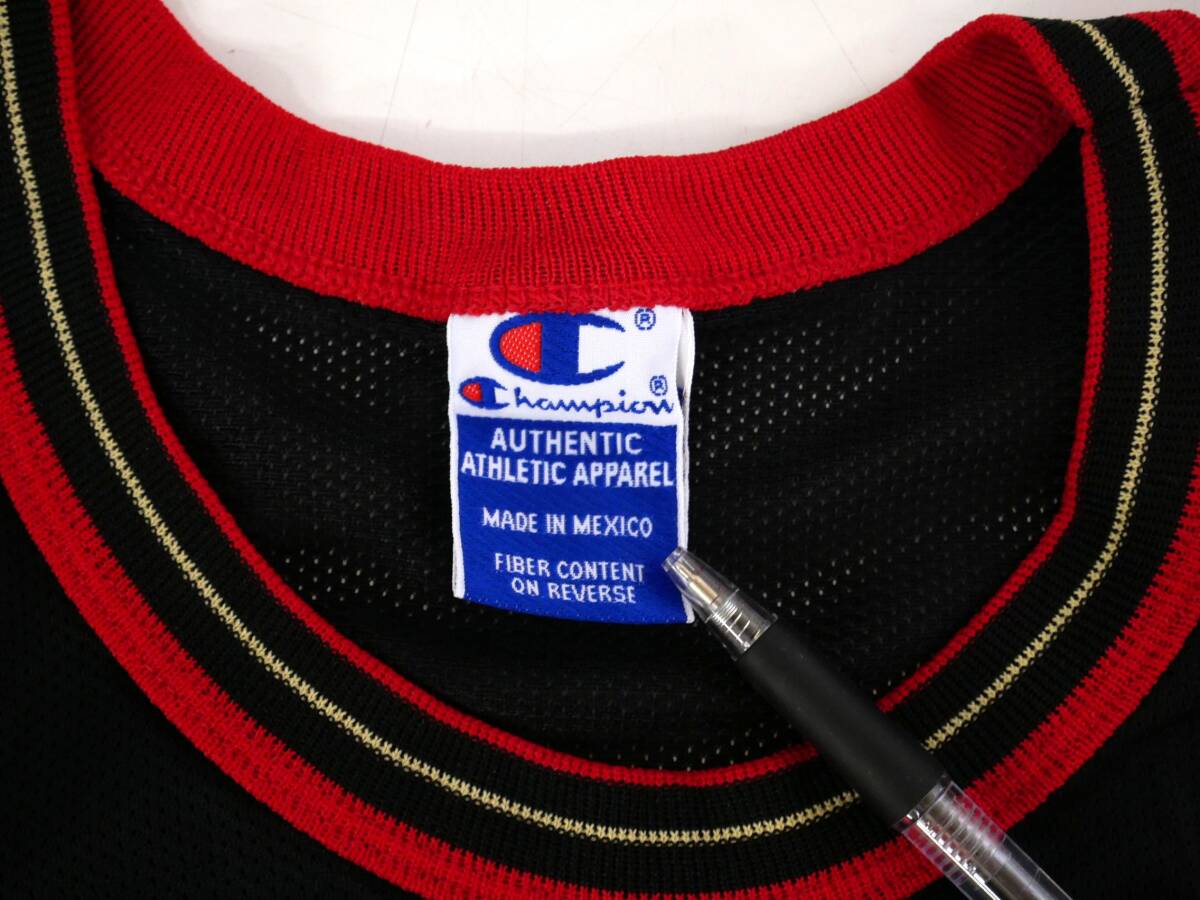 ®
Champion®
AUTHENTIC
ATHLETIC APPAREL
MADE IN MEXICO
FIBER CONTENT
ON REVERSE